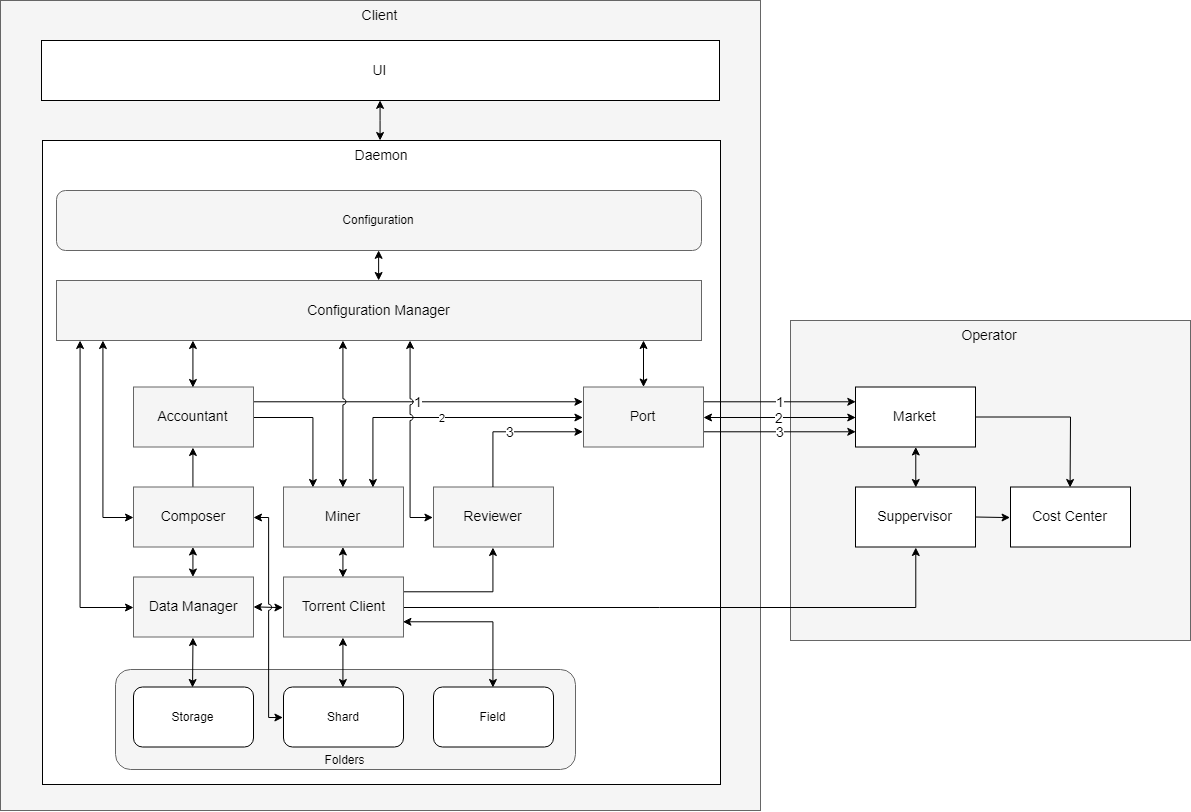 Client
UI
Daemon
Configuration
Configuration Manager
Operator
Accountant
1
2
3
Port
1
2
3
Market
Composer
Miner
Reviewer
Suppervisor
Cost Center
Data Manager
Torrent Client
Storage
Shard
Field
Folders